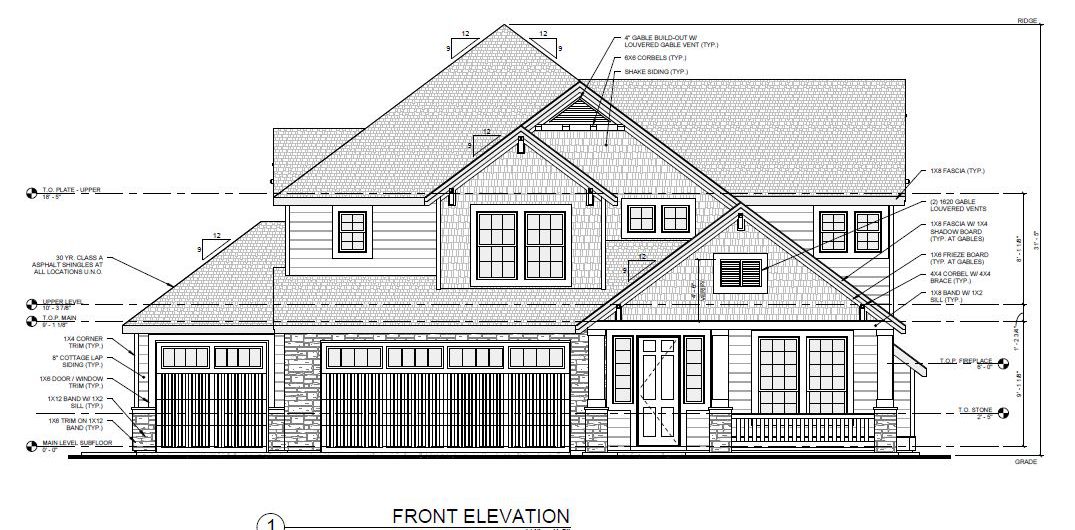 RIDGE
12
12
9
9
4" GABLE BUILD-OUT W/
LOUVERED GABLE VENT (TYP.)
6X6 CORBELS (TYP.)
SHAKE SIDING (TYP.)
12
9
1X8 FASCIA (TYP.)
T.O. PLATE - UPPER
18' - 5"
(2) 1620 GABLE
LOUVERED VENTS
1X8 FASCIA W/ 1X4
SHADOW BOARD
(TYP. AT GABLES)
8' - 1 1/8"
31' - 5"
12
9
30 YR. CLASS A
ASPHALT SHINGLES AT
ALL LOCATIONS U.N.O.
12
9
1X6 FRIEZE BOARD
(TYP. AT GABLES)
4X4 CORBEL W/ 4X4
BRACE (TYP.)
1X8 BAND W/ 1X2
SILL (TYP.)
UPPER LEVEL
10' - 3 7/8"
T.O.P. MAIN
9' - 1 1/8"
1' - 2 3/4"
1X4 CORNER
TRIM (TYP.)
8" COTTAGE LAP
SIDING (TYP.)
T.O.P. FIREPLACE
6' - 0"
1X6 DOOR / WINDOW
TRIM (TYP.)
9' - 1 1/8"
1X12 BAND W/ 1X2
SILL (TYP.)
T.O. STONE
2' - 5"
1X6 TRIM ON 1X12
BAND (TYP.)
MAIN LEVEL SUBFLOOR
0' - 0"
GRADE
1
FRONT ELEVATION